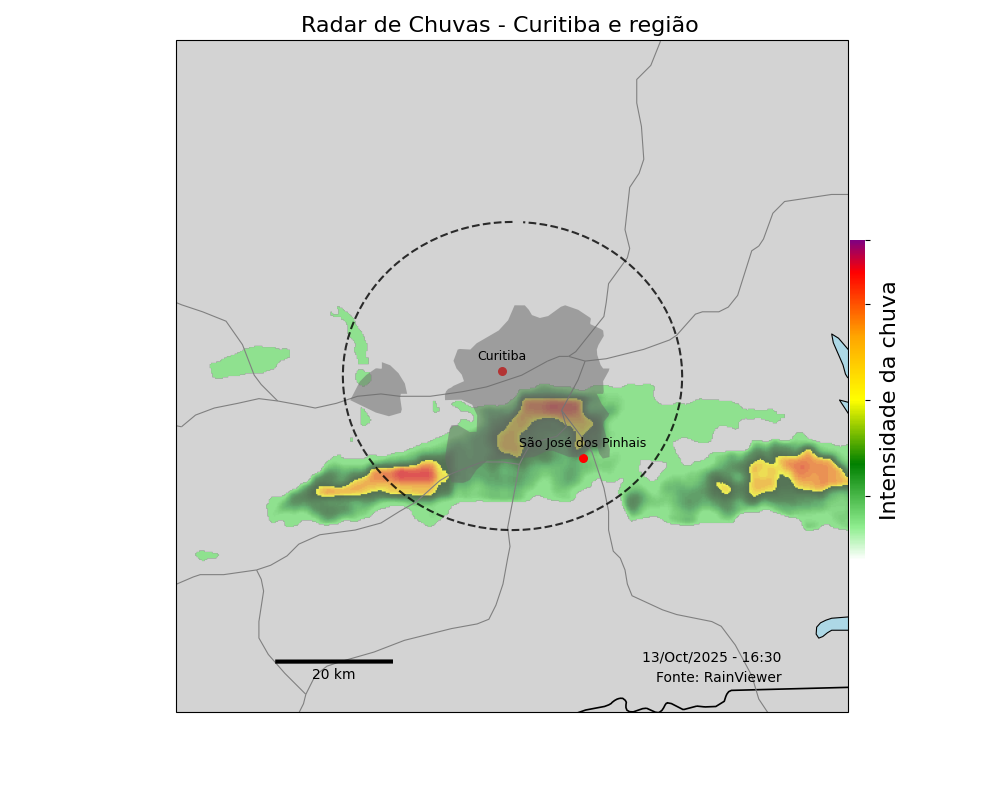 Radar de Chuvas - Curitiba e região
Curitiba
São José dos Pinhais
Intensidade da chuva
13/Oct/2025 - 16:30
Fonte: RainViewer
20 km